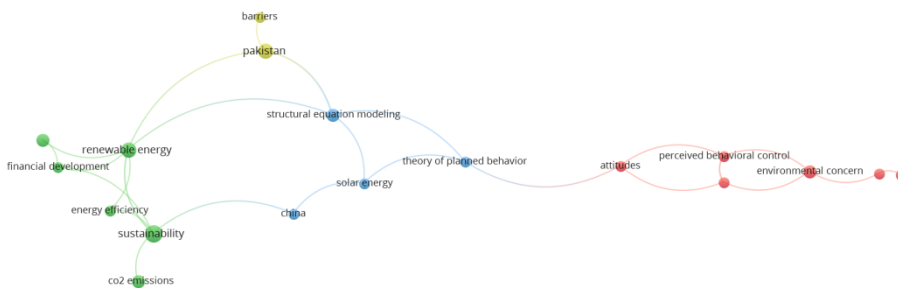 barriers
pakistan
structural equation modeling
renewable energy
financial development
theory of planned behavior
attitudes
perceived behavioral control
environmental concern
solar energy
energy efficiency
china
sustainability
co2 emissions